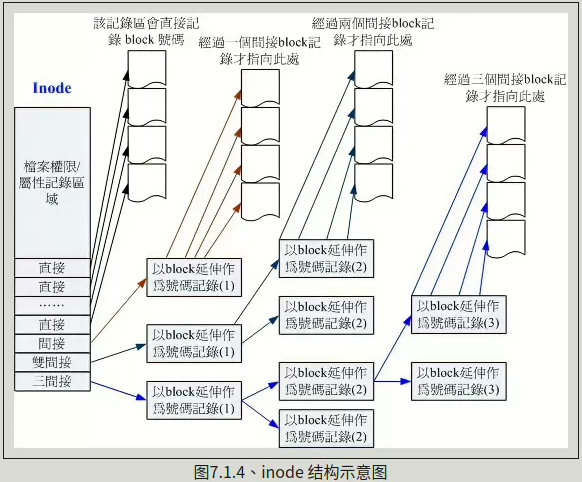 該記錄區會直接記
錄 block 號碼
經過一個間接block記
錄才指向此處
經過兩個間接block記
錄才指向此處
經過三個間接block記
錄才指向此處
Inode
檔案權限/
屬性記錄區
域
直接
直接
……
直接
間接
雙間接
三間接
以block延伸作
爲號碼記錄(1)
以block延伸作
爲號碼記錄(2)
以block延伸作
爲號碼記錄(1)
以block延伸作
爲號碼記錄(2)
以block延伸作
爲號碼記錄(3)
以block延伸作
爲號碼記錄(1)
以block延伸作
爲號碼記錄(2)
以block延伸作
爲號碼記錄(3)
以block延伸作
爲號碼記錄(2)
图7.1.4、inode 结构示意图